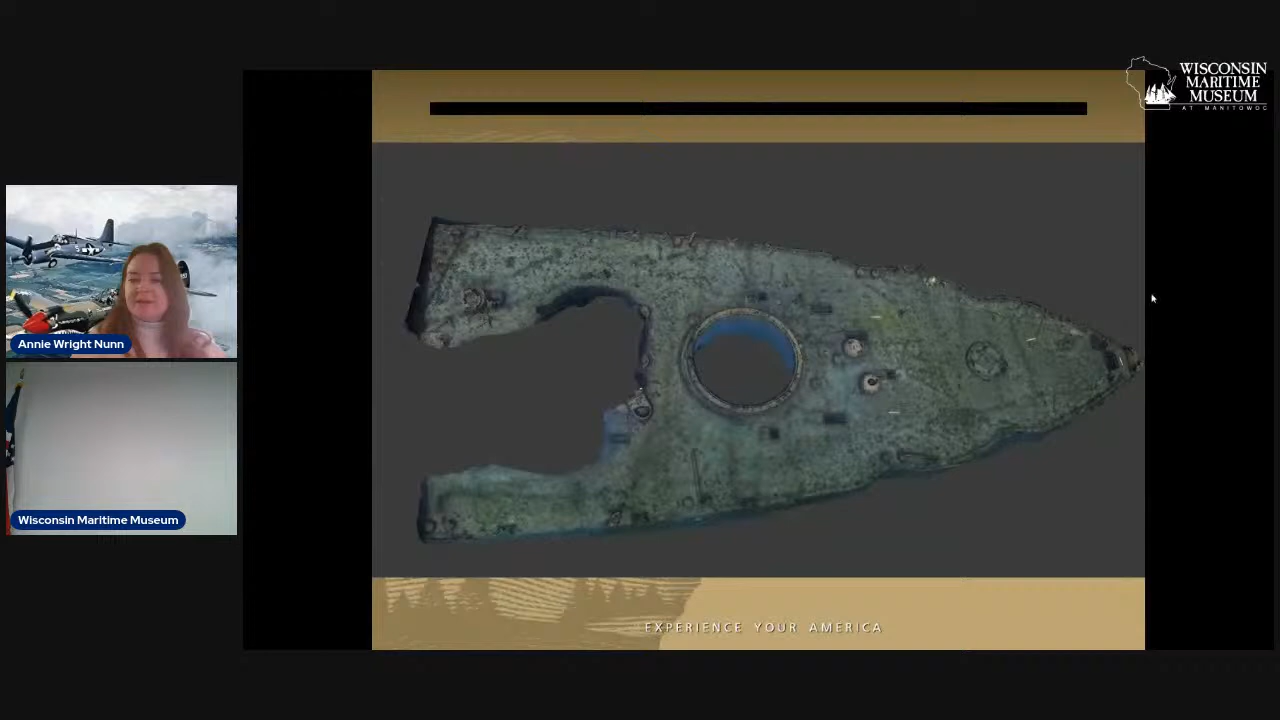 WISCONSIN
MARITIME
MUSEUM
AT MANITOWOC
Annie Wright Nunn
Wisconsin Maritime Museum
EXPERIENCE YOUR AMERICA